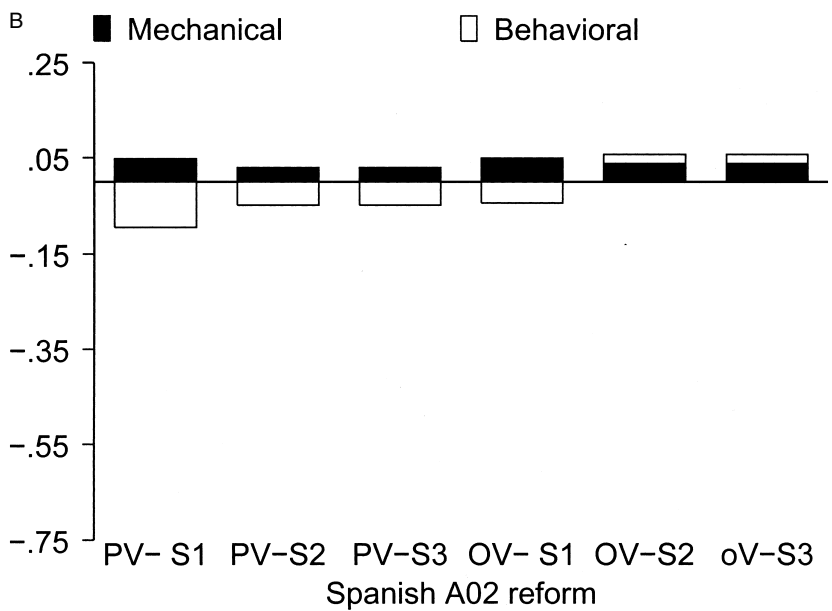 B
Mechanical Behavioral
.25
.05
−.15
−.35
−.55
−.75
PV− S1 PV−S2 PV−S3 OV− S1 OV−S2 oV−S3
Spanish A02 reform